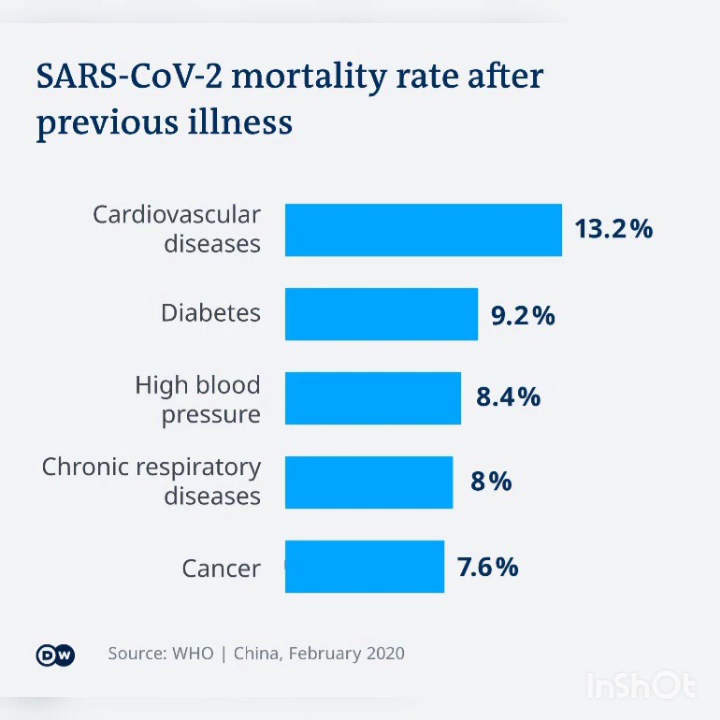 SARS-CoV-2 mortality rate after
previous illness
Cardiovascular
diseases
13.2%
Diabetes
9.2%
High blood
pressure
8.4%
Chronic respiratory
diseases
8%
Cancer
7.6%
DW
Source: WHO | China, February 2020
InShOt